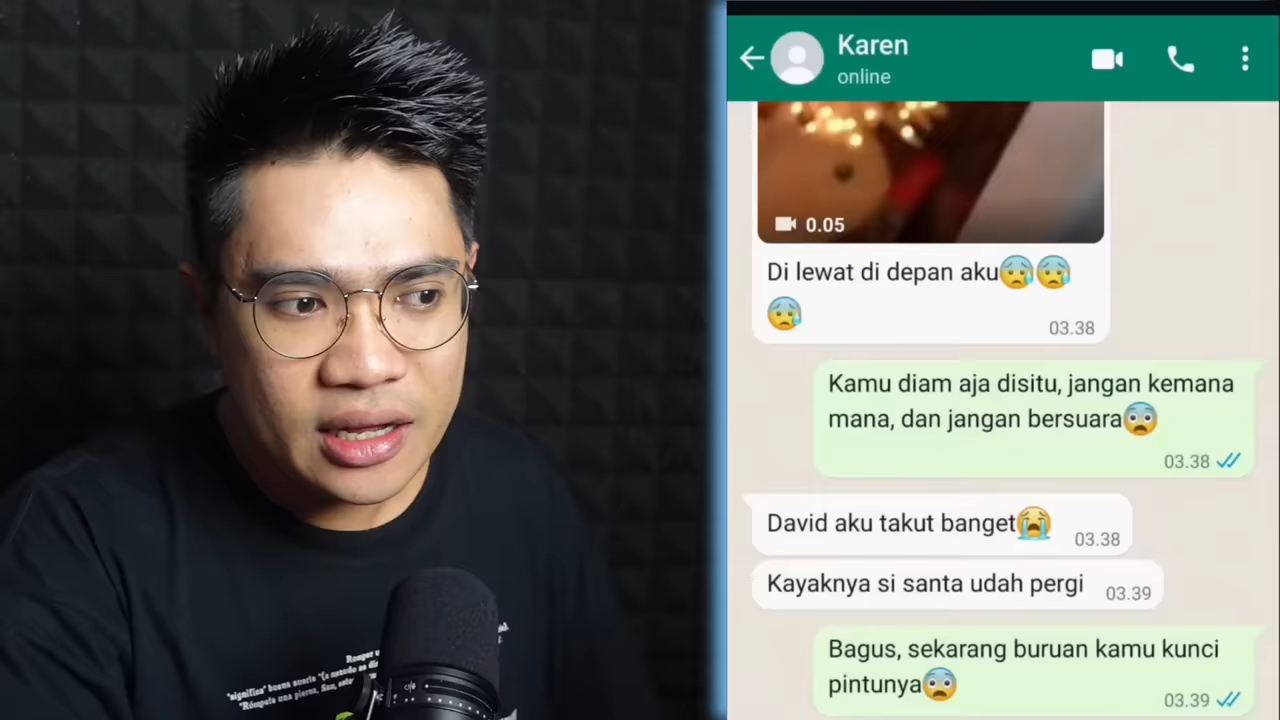 Karen
online
0.05
Di lewat di depan aku😰😰
😰
03.38
Kamu diam aja disitu, jangan kemana
mana, dan jangan bersuara😨
03.38
David aku takut banget😭
03.38
Kayaknya si santa udah pergi
03.39
Bagus, sekarang buruan kamu kunci
pintunya😨
03.39